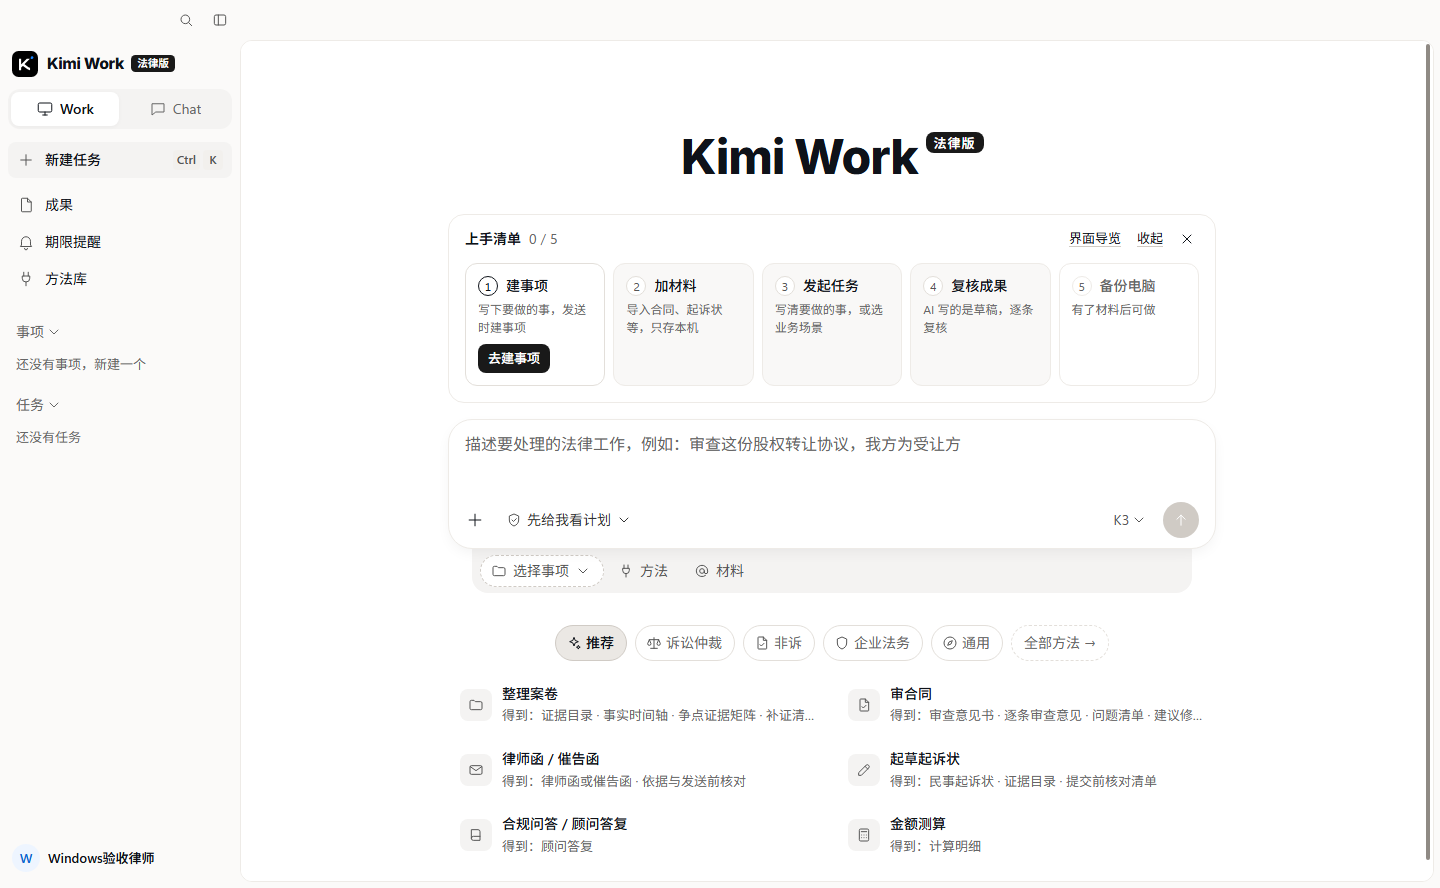 Kimi Work 法律版
Work
Chat
新建任务 Ctrl K
成果
期限提醒
方法库
事项
还没有事项，新建一个
任务
还没有任务
W Windows验收律师
Kimi Work 法律版
上手清单 0 / 5
界面导览 收起
1 建事项
写下要做的事，发送
时建事项
去建事项
2 加材料
导入合同、起诉状
等，只存本机
3 发起任务
写清要做的事，或选
业务场景
4 复核成果
AI 写的是草稿，逐条
复核
5 备份电脑
有了材料后可做
描述要处理的法律工作，例如：审查这份股权转让协议，我方为受让方
先给我看计划
K3
选择事项 方法 材料
推荐 诉讼仲裁 非诉 企业法务 通用 全部方法 →
整理案卷
得到：证据目录 · 事实时间轴 · 争点证据矩阵 · 补证清...
审合同
得到：审查意见书 · 逐条审查意见 · 问题清单 · 建议修...
律师函 / 催告函
得到：律师函或催告函 · 依据与发送前核对
起草起诉状
得到：民事起诉状 · 证据目录 · 提交前核对清单
合规问答 / 顾问答复
得到：顾问答复
金额测算
得到：计算明细